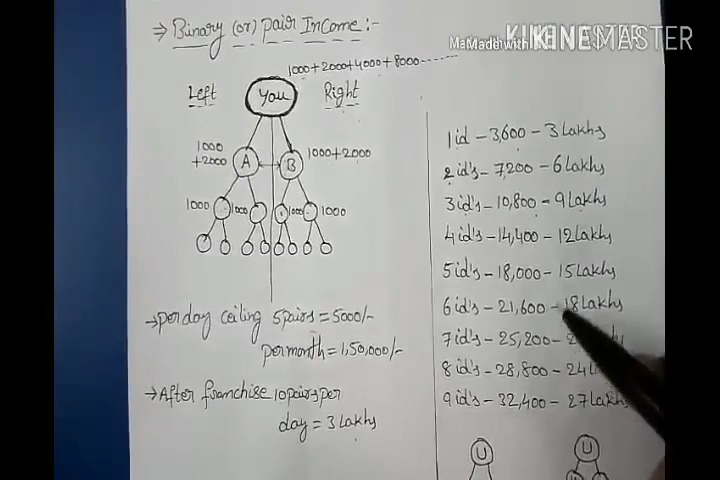 → Binary (or) pair Income:-
Made with KINEMASTER
1000+2000+4000+8000-------
Left You Right
1000
+2000 A B 1000+2000
1000 1000 1000 1000
→ per day ceiling 5 pairs = 5000/-
per month = 1,50,000/-
→ After franchise 10 pairs per
day = 3 Lakhs
1 id - 3,600 - 3 Lakhs
2 id's - 7,200 - 6 Lakhs
3 id's - 10,800 - 9 Lakhs
4 id's - 14,400 - 12 Lakhs
5 id's - 18,000 - 15 Lakhs
6 id's - 21,600 - 18 Lakhs
7 id's - 25,200 -
8 id's - 28,800 - 24
9 id's - 32,400 - 27 Lakhs
U U